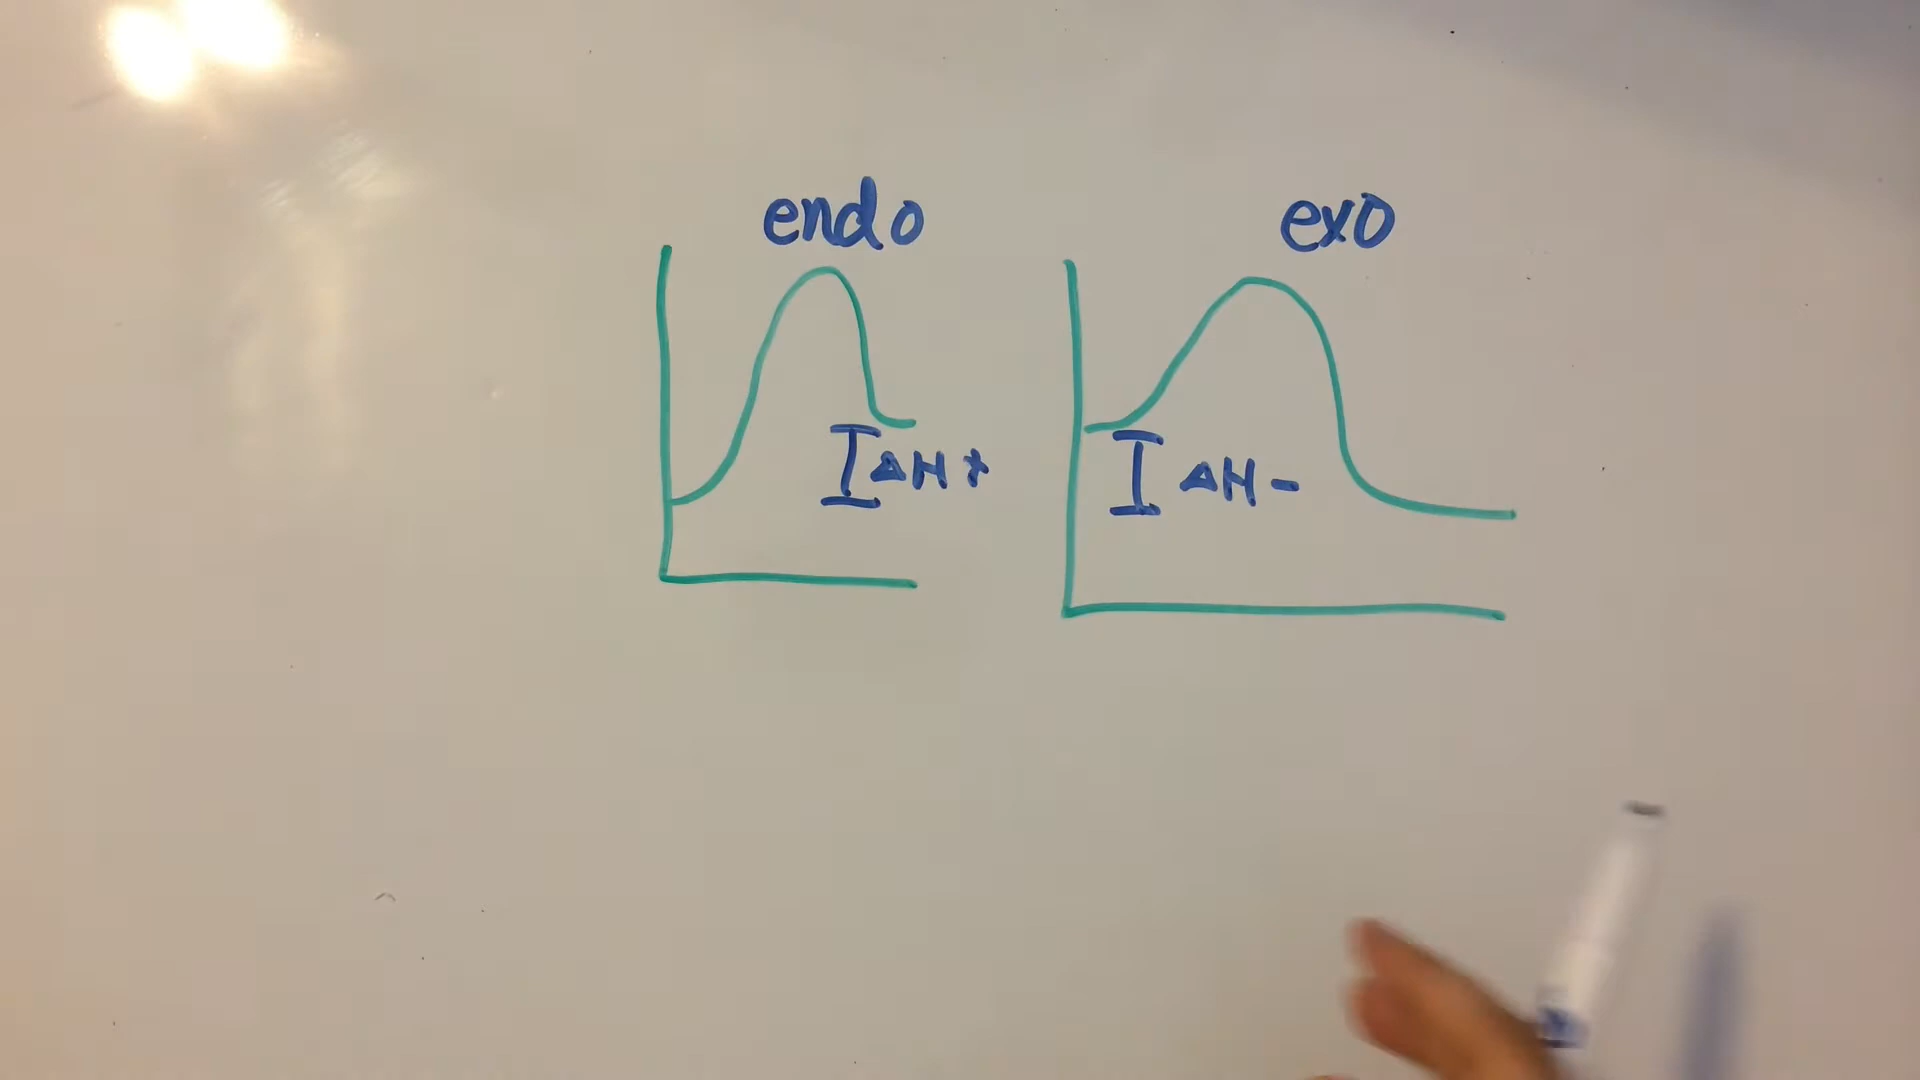 endo
exo
ΔH +
ΔH -